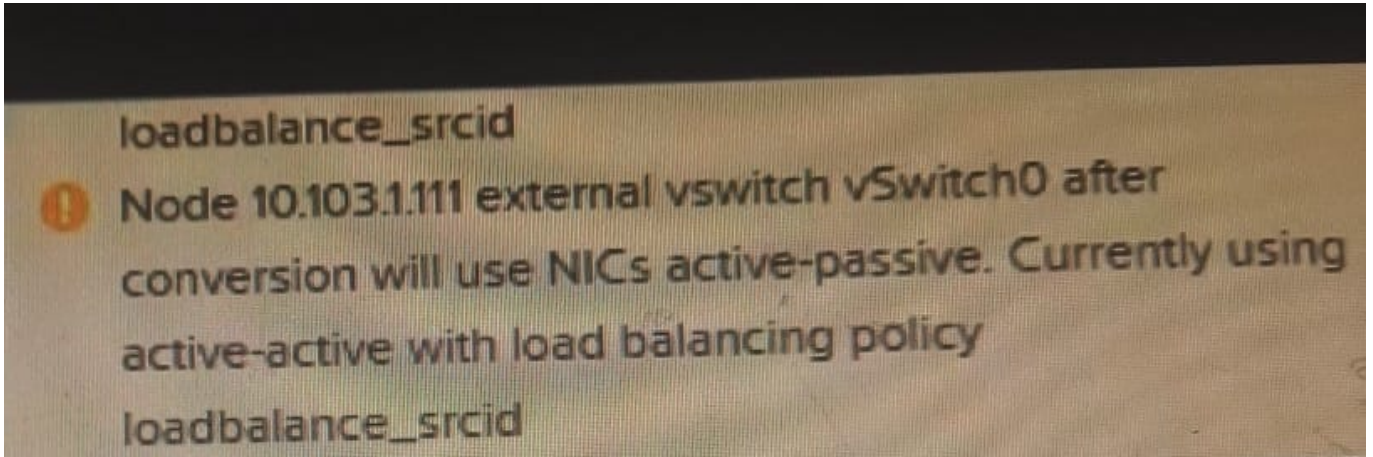 loadbalance_srcid
Node 10.103.1.111 external vswitch vSwitch0 after
conversion will use NICs active-passive. Currently using
active-active with load balancing policy
loadbalance_srcid